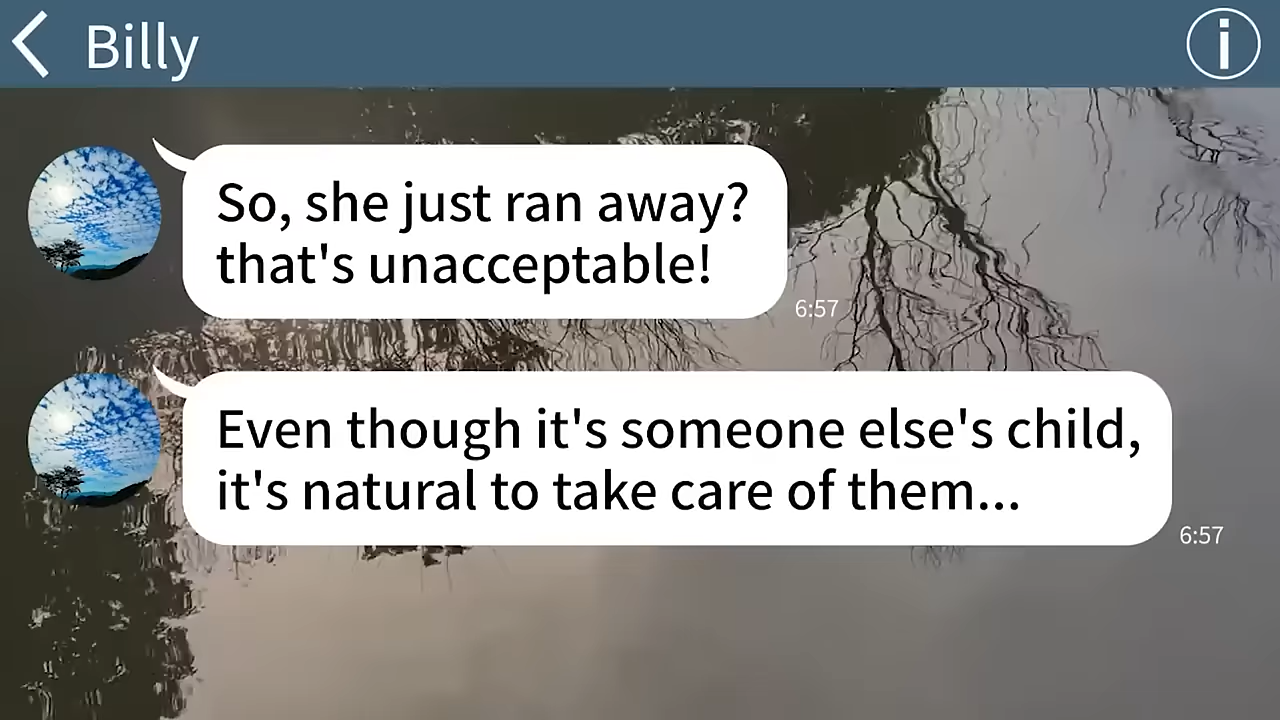 Billy
i
So, she just ran away?
that's unacceptable!
6:57
Even though it's someone else's child,
it's natural to take care of them...
6:57